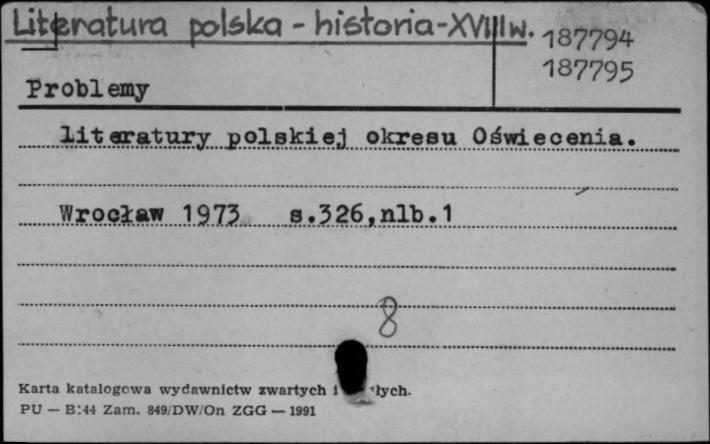 Literatura polska - historia - XVIII w. 187794
187795
Problemy
literatury polskiej okresu Oświecenia.
Wrocław 1973 s.326,nlb.1
8
Karta katalogowa wydawnictw zwartych i
PU — B:44 Zam. 849/DW/On ZGG — 1991